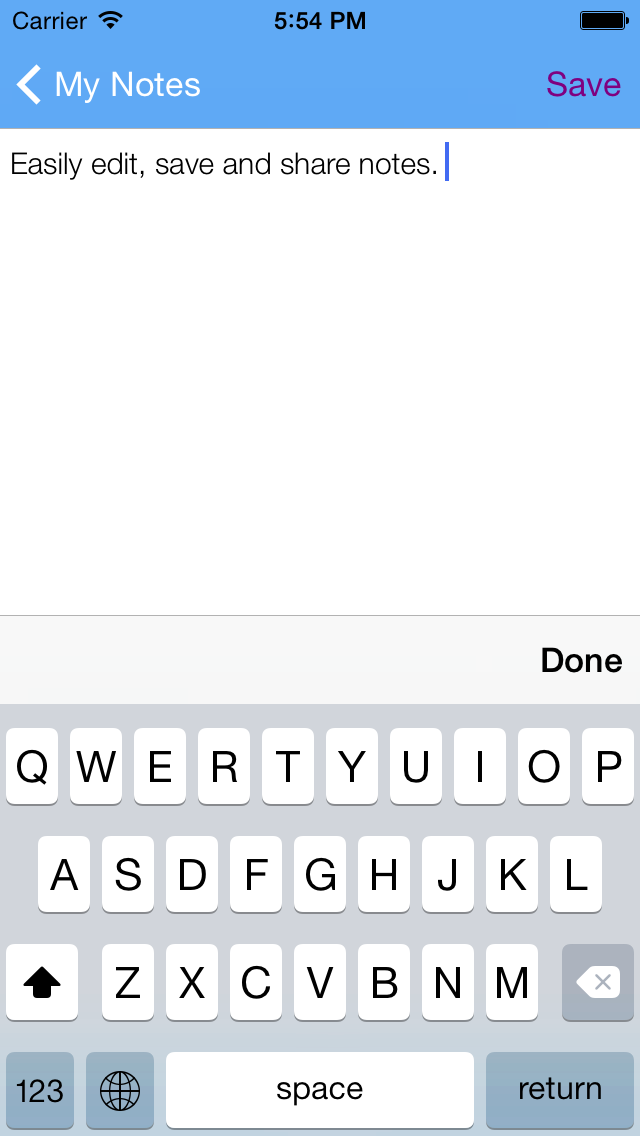 Carrier 5:54 PM
My Notes Save
Easily edit, save and share notes.
Done
Q W E R T Y U I O P
A S D F G H J K L
Z X C V B N M
123 space return